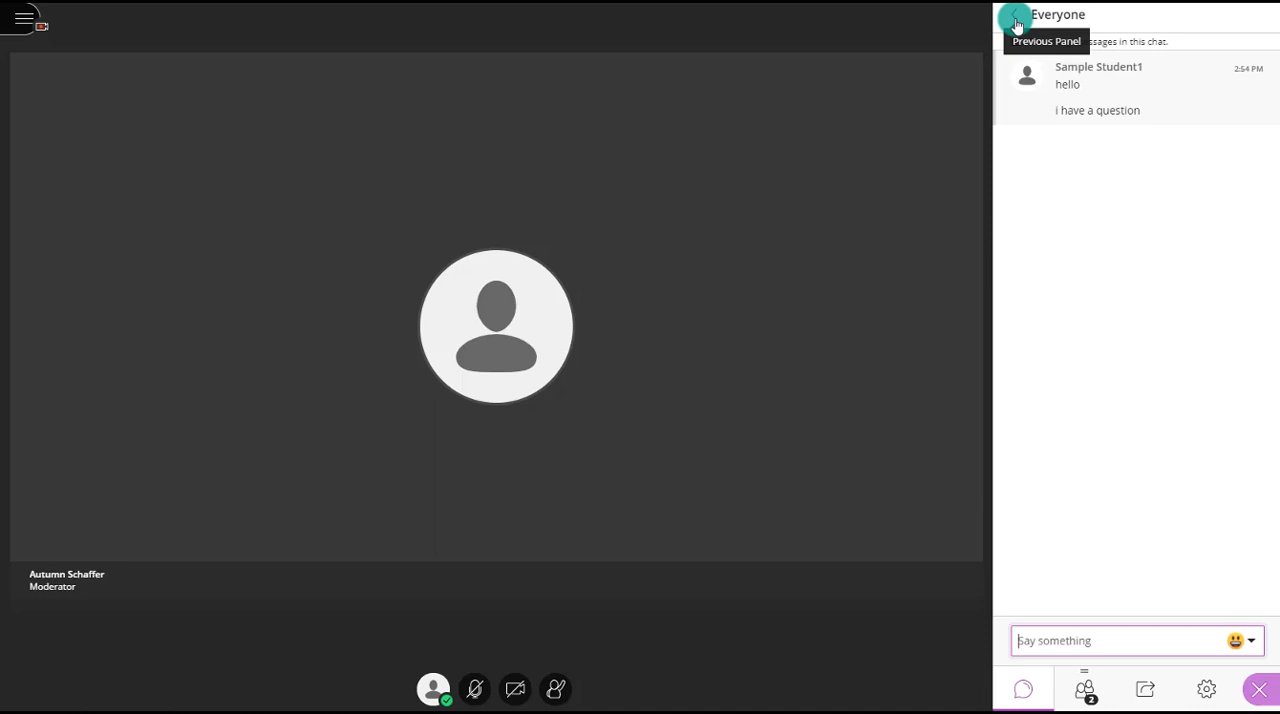 Everyone
Previous Panel
sages in this chat.
Sample Student1
2:54 PM
hello
i have a question
Autumn Schaffer
Moderator
Say something
2